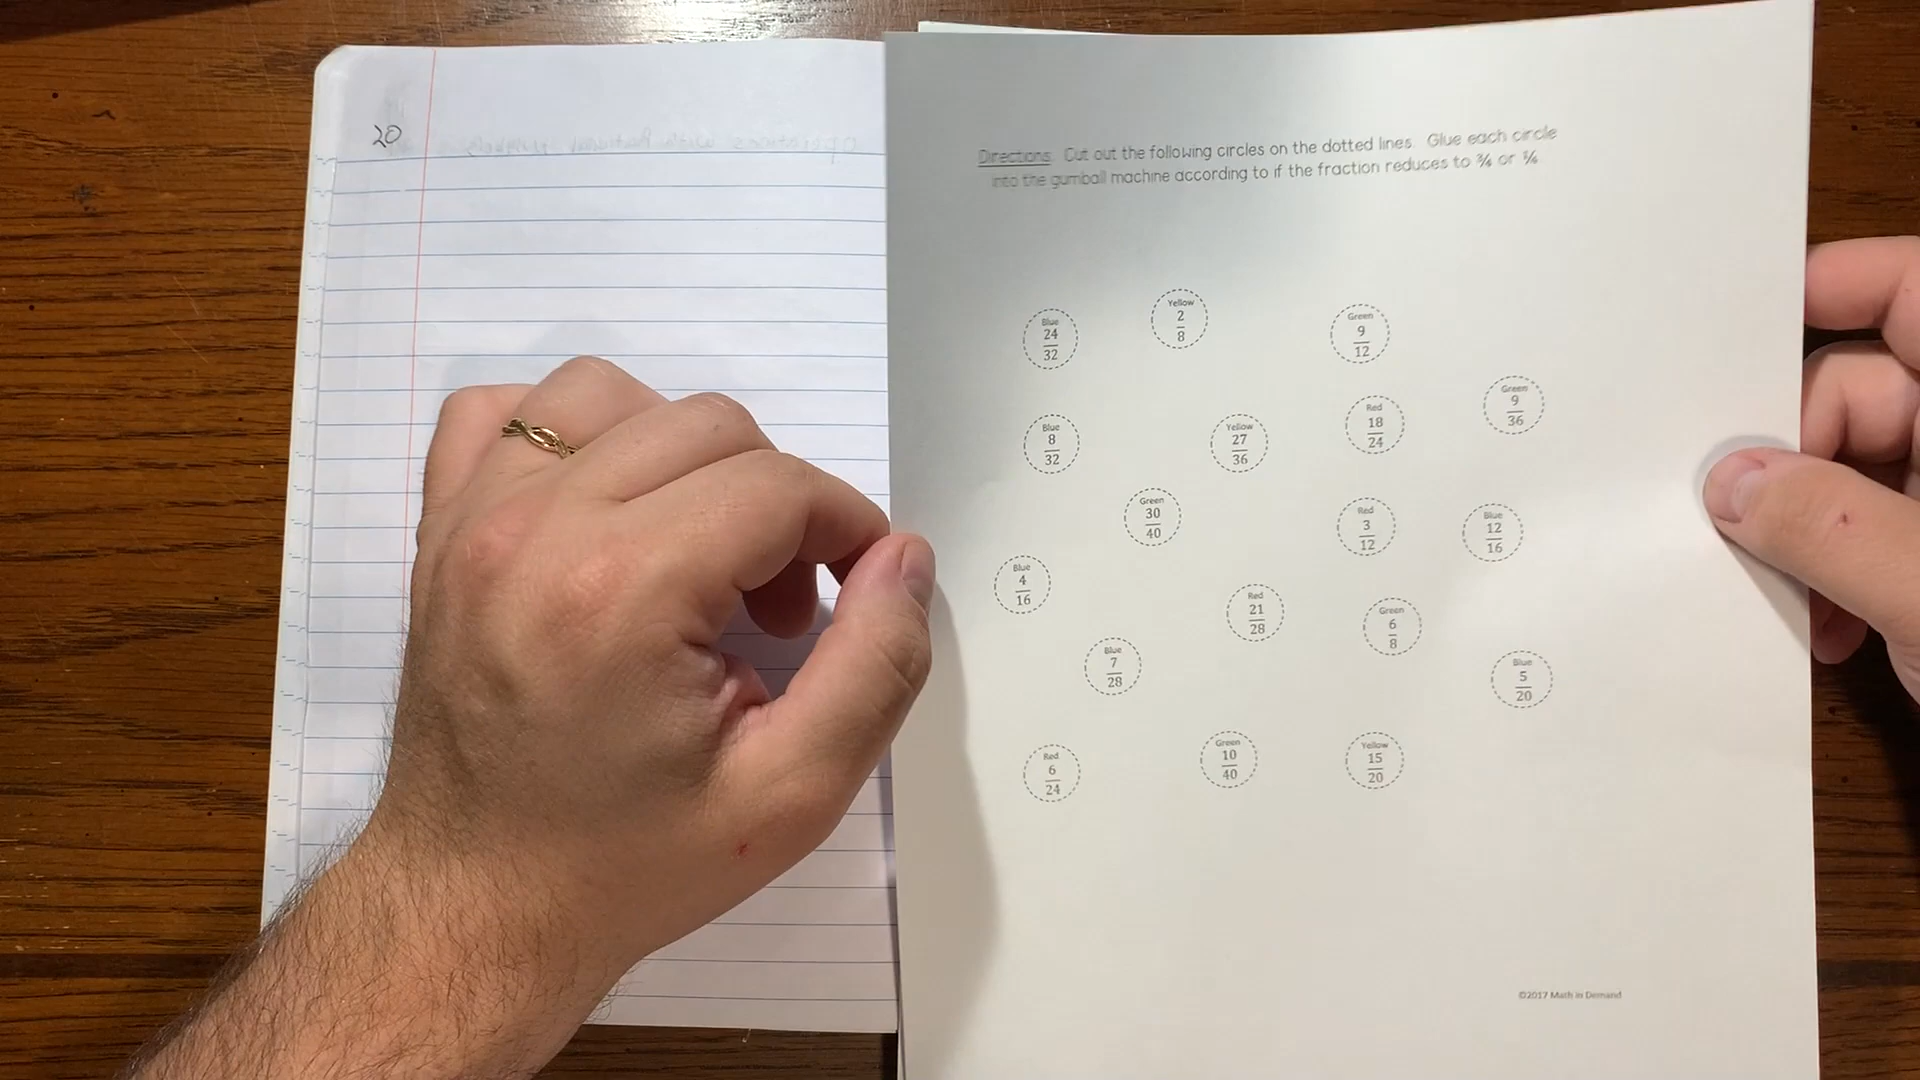 20
Operations with Rational Numbers
Directions: Cut out the following circles on the dotted lines. Glue each circle
into the gumball machine according to if the fraction reduces to ¾ or ¼.
Blue
24
32
Yellow
2
8
Green
9
12
Green
9
36
Blue
8
32
Yellow
27
36
Red
18
24
Green
30
40
Red
3
12
Blue
12
16
Blue
4
16
Red
21
28
Green
6
8
Blue
7
28
Blue
5
20
Red
6
24
Green
10
40
Yellow
15
20
©2017 Math in Demand